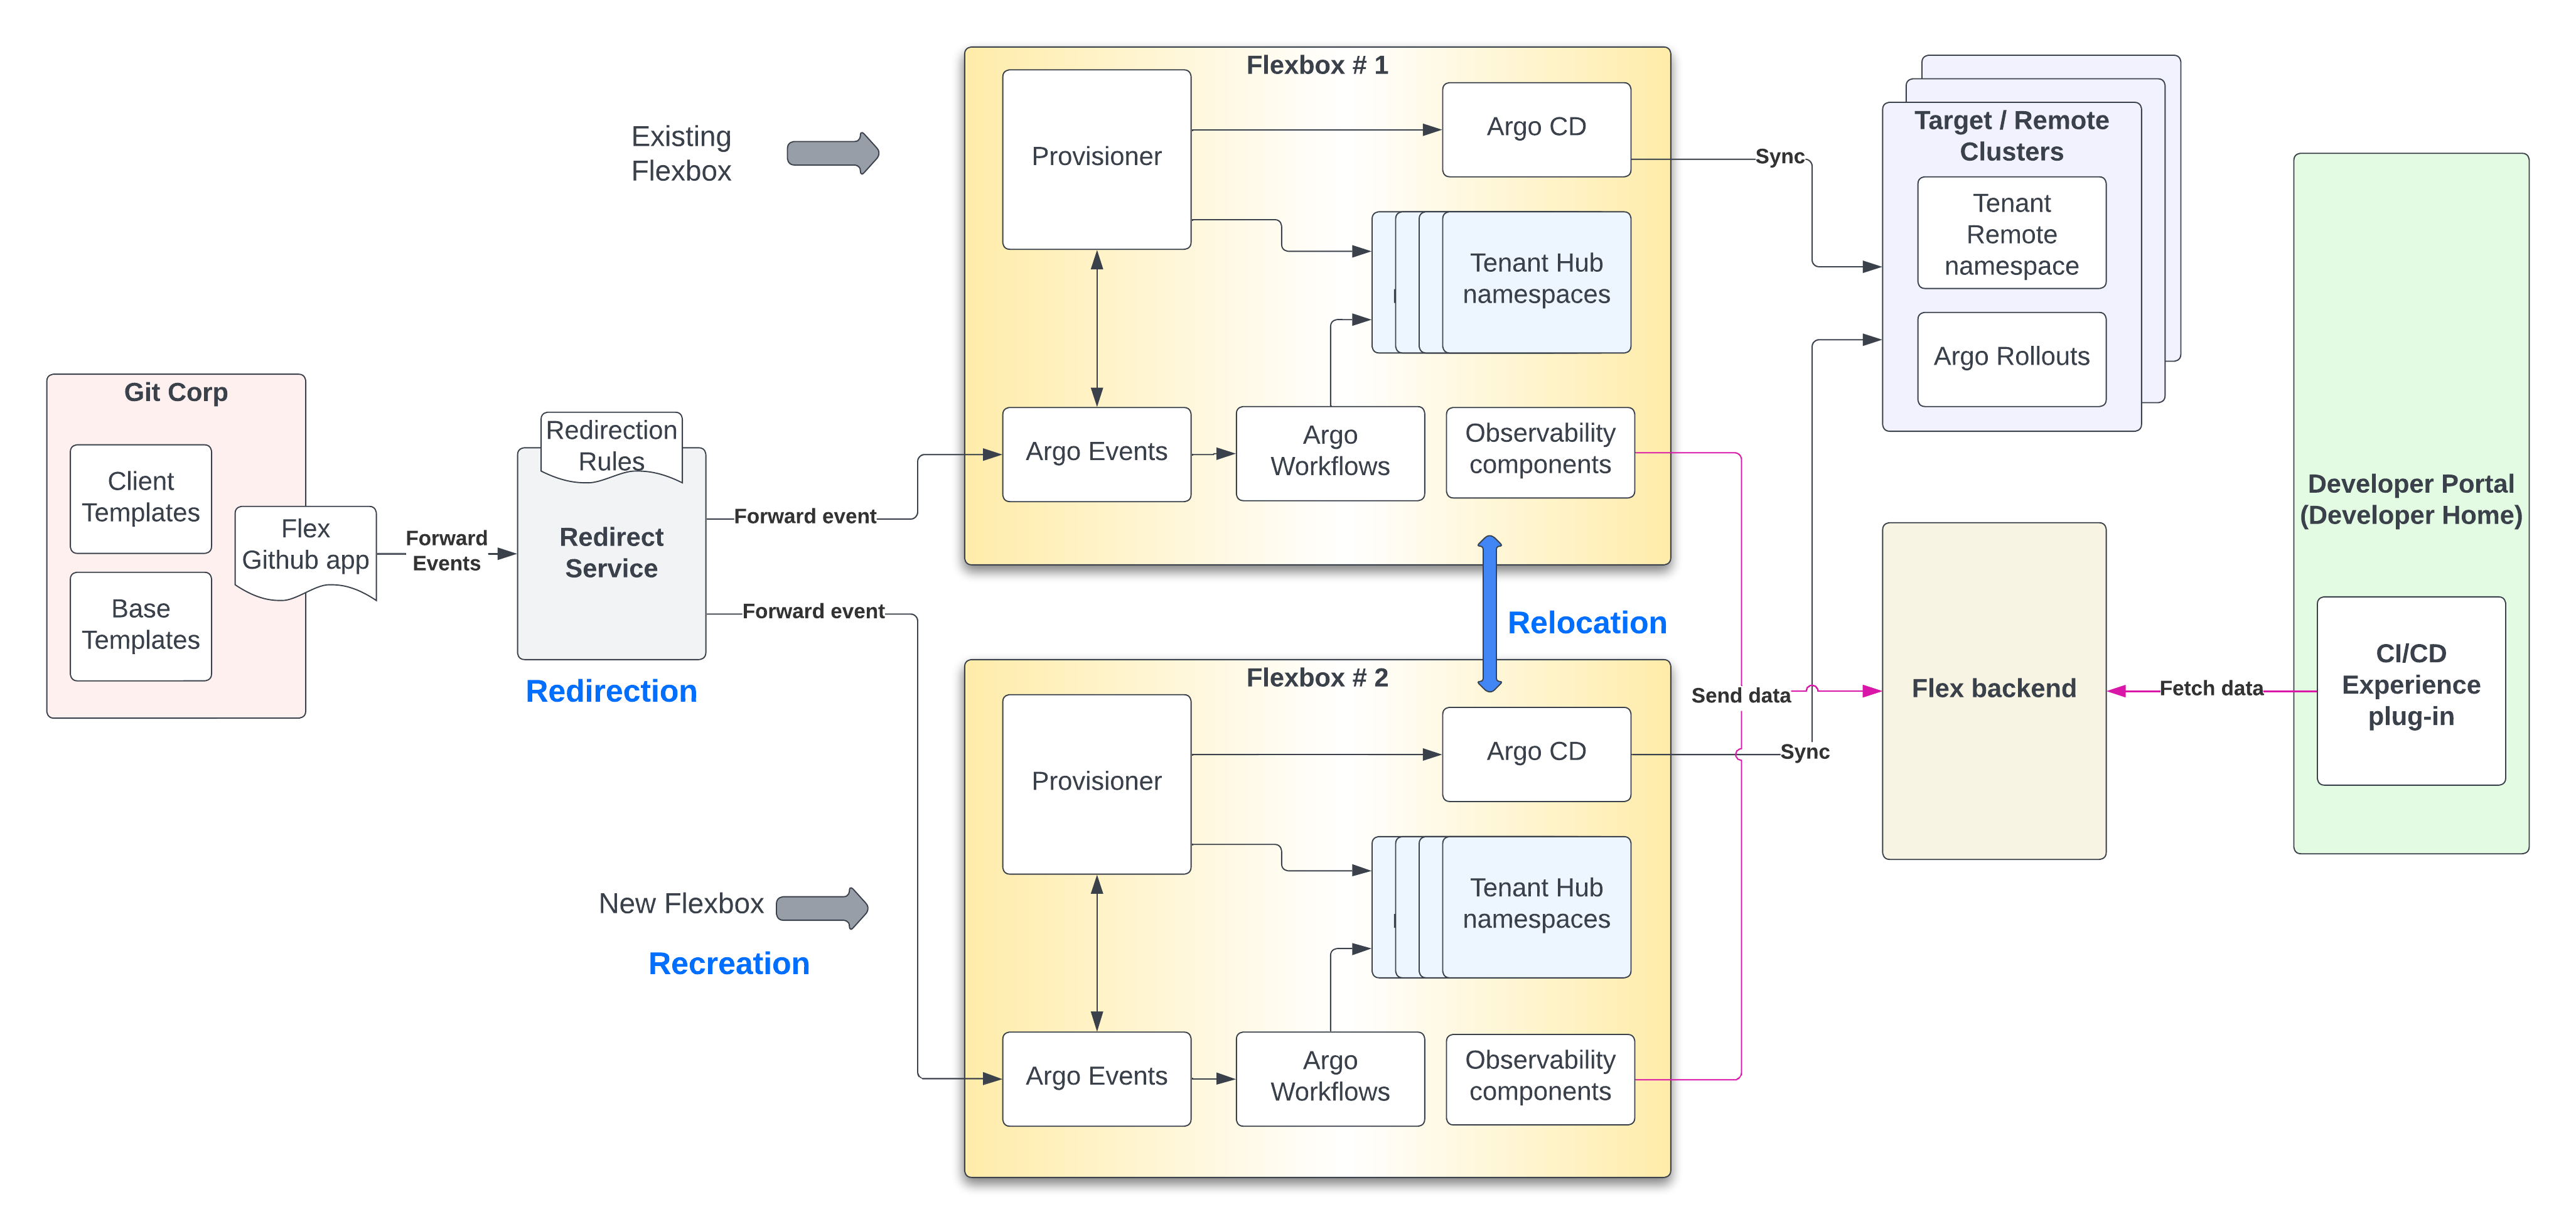 Git Corp
Client
Templates
Base
Templates
Flex
Github app
Forward
Events
Redirection
Rules
Redirect
Service
Redirection
Existing
Flexbox
Forward event
Forward event
New Flexbox
Recreation
Flexbox # 1
Provisioner
Argo CD
Tenant Hub
namespaces
Argo Events
Argo
Workflows
Observability
components
Relocation
Flexbox # 2
Provisioner
Argo CD
Tenant Hub
namespaces
Argo Events
Argo
Workflows
Observability
components
Sync
Send data
Sync
Target / Remote
Clusters
Tenant
Remote
namespace
Argo Rollouts
Flex backend
Fetch data
Developer Portal
(Developer Home)
CI/CD
Experience
plug-in